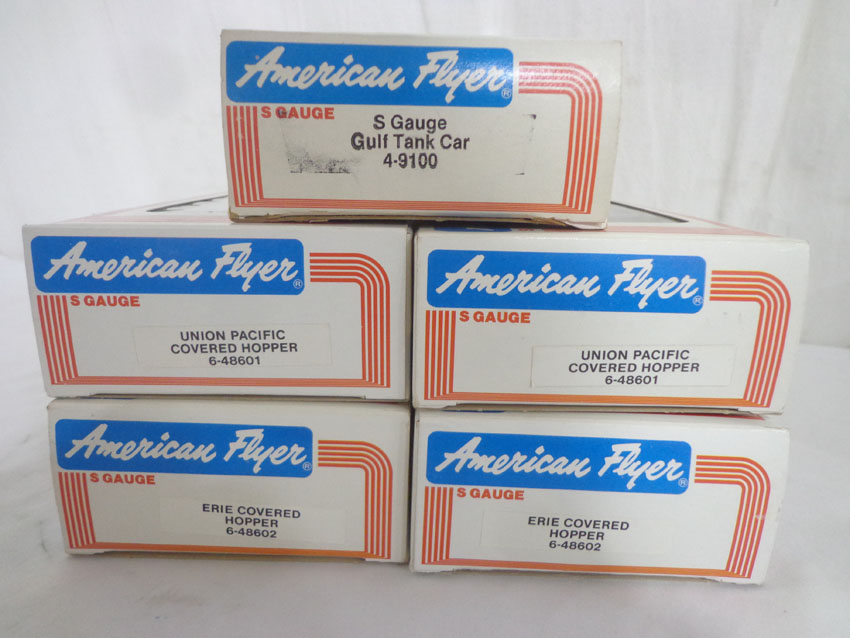 American Flyer®
S GAUGE
S Gauge
Gulf Tank Car
4-9100
American Flyer®
S GAUGE
UNION PACIFIC
COVERED HOPPER
6-48601
American Flyer®
S GAUGE
UNION PACIFIC
COVERED HOPPER
6-48601
American Flyer®
S GAUGE
ERIE COVERED
HOPPER
6-48602
American Flyer®
S GAUGE
ERIE COVERED
HOPPER
6-48602